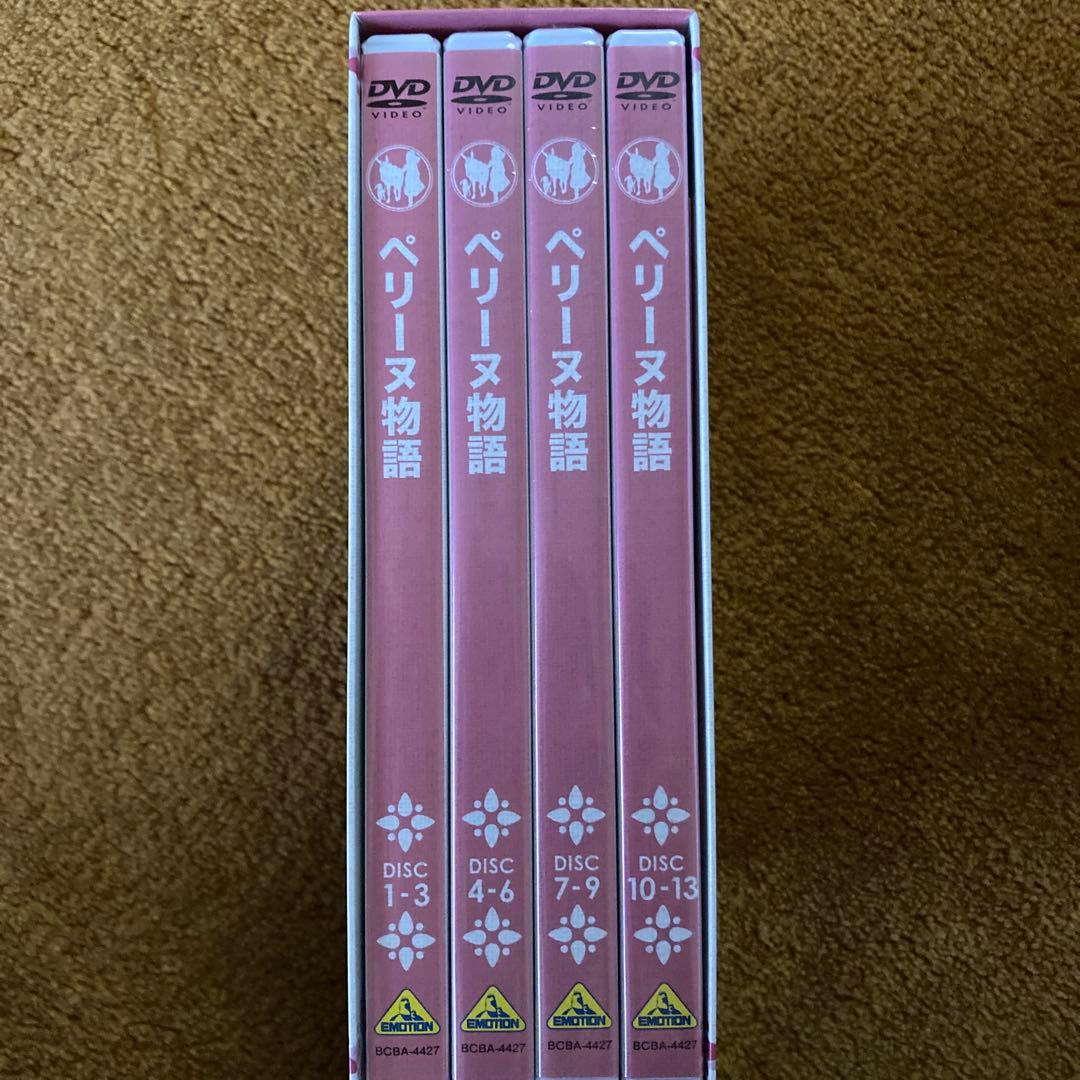 DVD
VIDEO
ペリーヌ物語
DISC
1-3
EMOTION
BCBA-4427
DVD
VIDEO
ペリーヌ物語
DISC
4-6
EMOTION
BCBA-4427
DVD
VIDEO
ペリーヌ物語
DISC
7-9
EMOTION
BCBA-4427
DVD
VIDEO
ペリーヌ物語
DISC
10-13
EMOTION
BCBA-4427